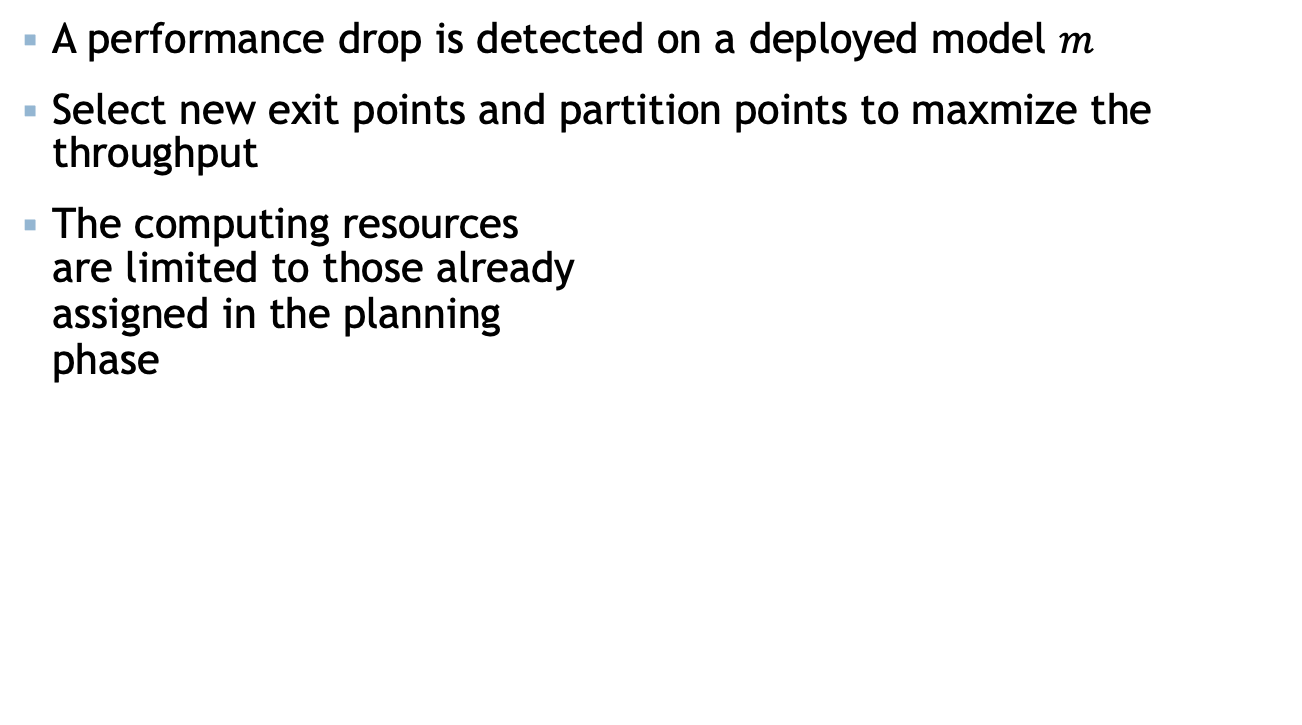 ▪ A performance drop is detected on a deployed model 𝑚
▪ Select new exit points and partition points to maxmize the
throughput
▪ The computing resources
are limited to those already
assigned in the planning
phase